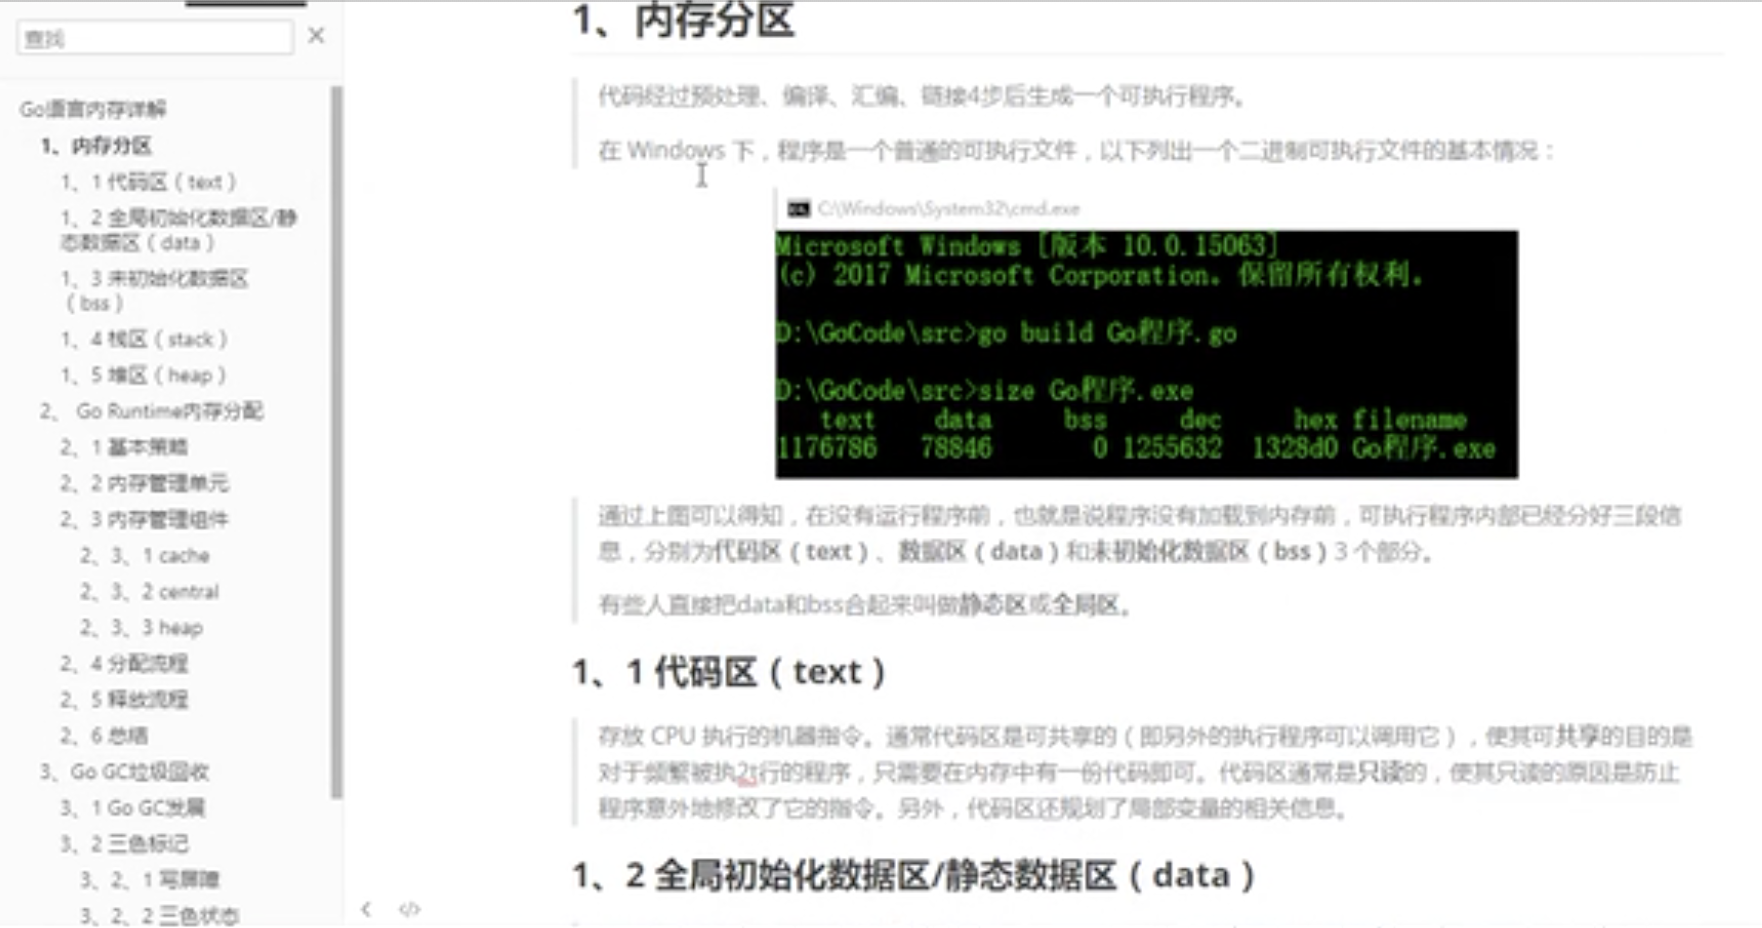 查找
Go语言内存详解
1、内存分区
1、1 代码区（text）
1、2 全局初始化数据区/静
态数据区（data）
1、3 未初始化数据区
（bss）
1、4 栈区（stack）
1、5 堆区（heap）
2、 Go Runtime内存分配
2、1 基本策略
2、2 内存管理单元
2、3 内存管理组件
2、3、1 cache
2、3、2 central
2、3、3 heap
2、4 分配流程
2、5 释放流程
2、6 总结
3、Go GC垃圾回收
3、1 Go GC发展
3、2 三色标记
3、2、1 写屏障
3、2、2 三色状态
1、内存分区
代码经过预处理、编译、汇编、链接4步后生成一个可执行程序。
在 Windows 下，程序是一个普通的可执行文件，以下列出一个二进制可执行文件的基本情况：
C:\Windows\System32\cmd.exe
Microsoft Windows [版本 10.0.15063]
(c) 2017 Microsoft Corporation。保留所有权利。
D:\GoCode\src>go build Go程序.go
D:\GoCode\src>size Go程序.exe
text data bss dec hex filename
1176786 78846 0 1255632 1328d0 Go程序.exe
通过上图可以得知，在没有运行程序前，也就是说程序没有加载到内存前，可执行程序内部已经分好三段信
息，分别为代码区（text）、数据区（data）和未初始化数据区（bss）3 个部分。
有些人直接把data和bss合起来叫做静态区或全局区。
1、1 代码区（text）
存放 CPU 执行的机器指令。通常代码区是可共享的（即另外的执行程序可以调用它），使其可共享的目的是
对于频繁被执2t行的程序，只需要在内存中有一份代码即可。代码区通常是只读的，使其只读的原因是防止
程序意外地修改了它的指令。另外，代码区还规划了局部变量的相关信息。
1、2 全局初始化数据区/静态数据区（data）